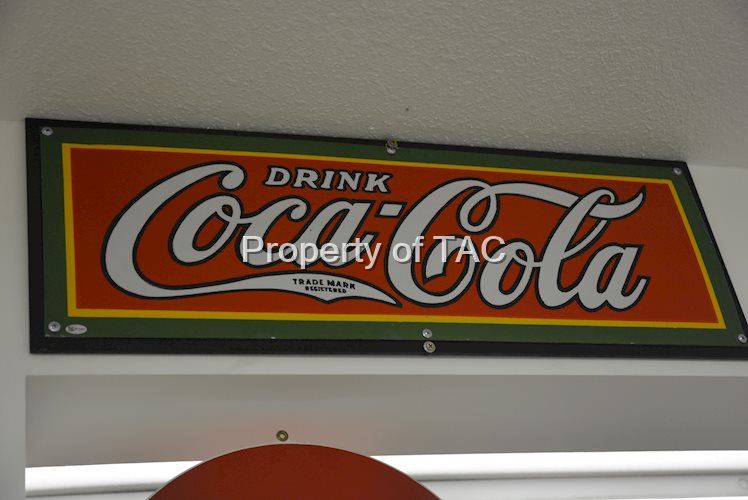 DRINK
Coca-Cola
TRADE MARK
REGISTERED
Property of TAC